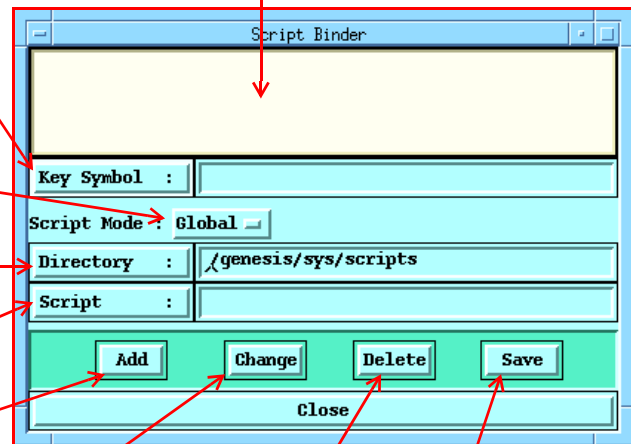 Script Binder
Key Symbol :
Script Mode : Global
Directory : /genesis/sys/scripts
Script :
Add Change Delete Save
Close